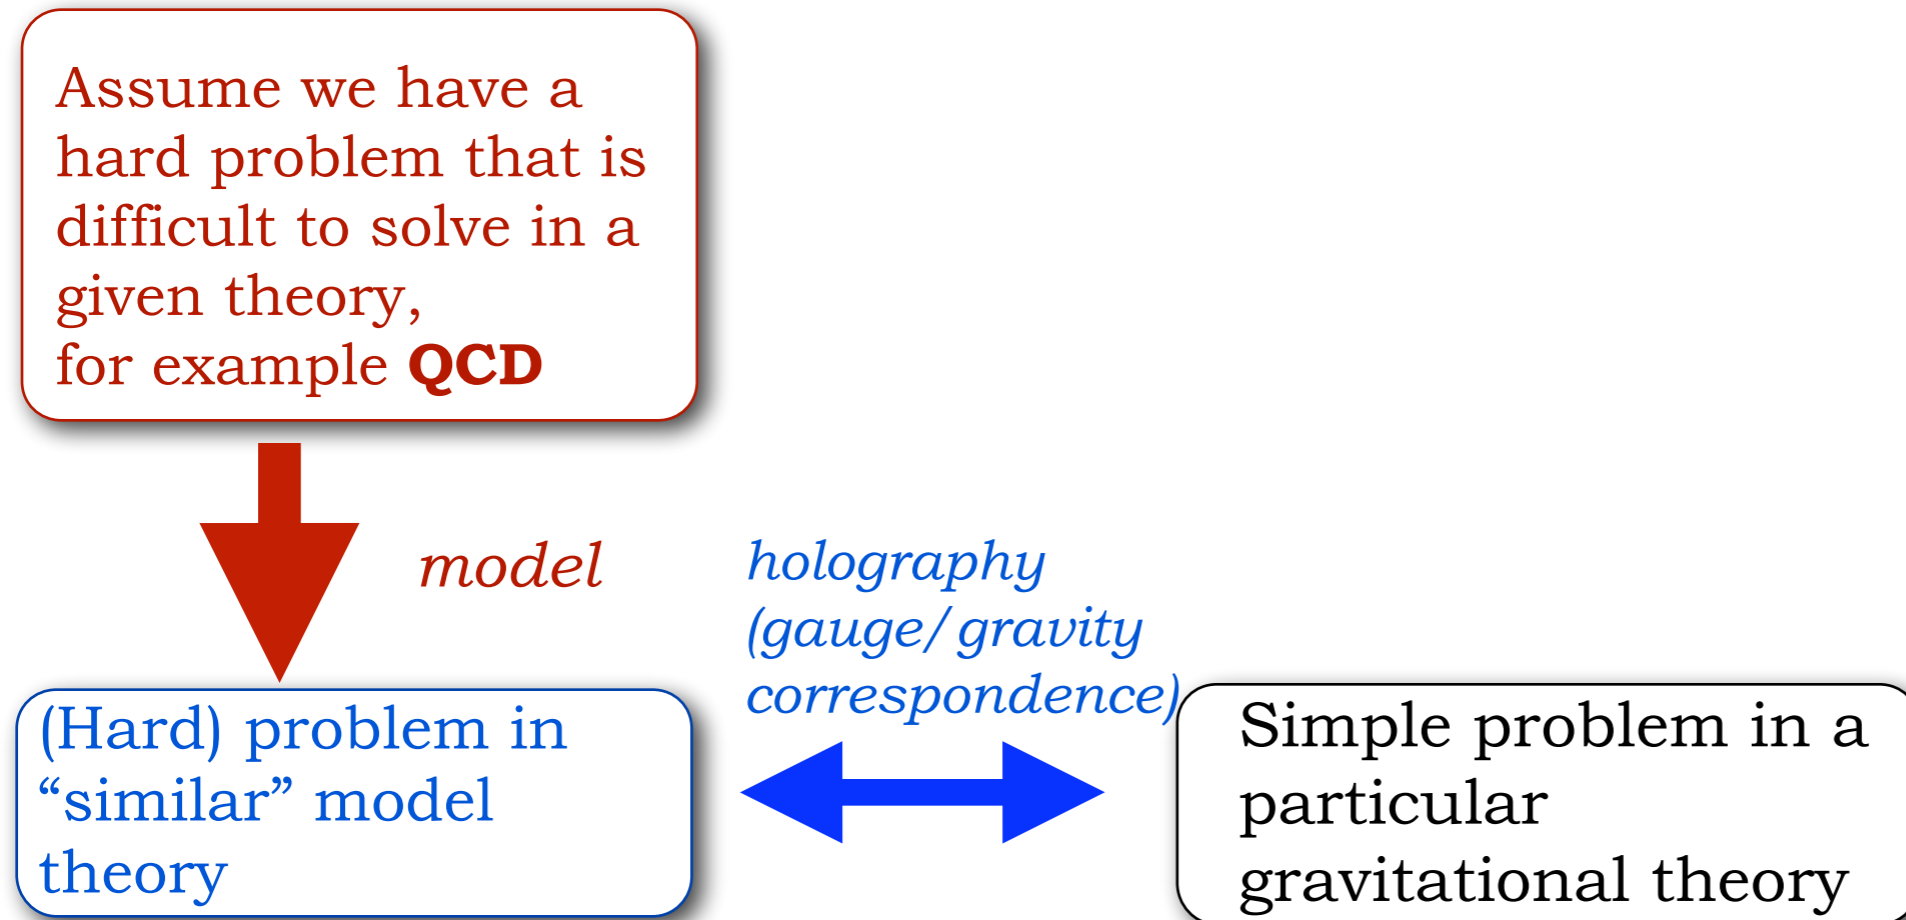 Assume we have a
hard problem that is
difficult to solve in a
given theory,
for example QCD
model
holography
(gauge/gravity
correspondence)
(Hard) problem in
“similar” model
theory
Simple problem in a
particular
gravitational theory